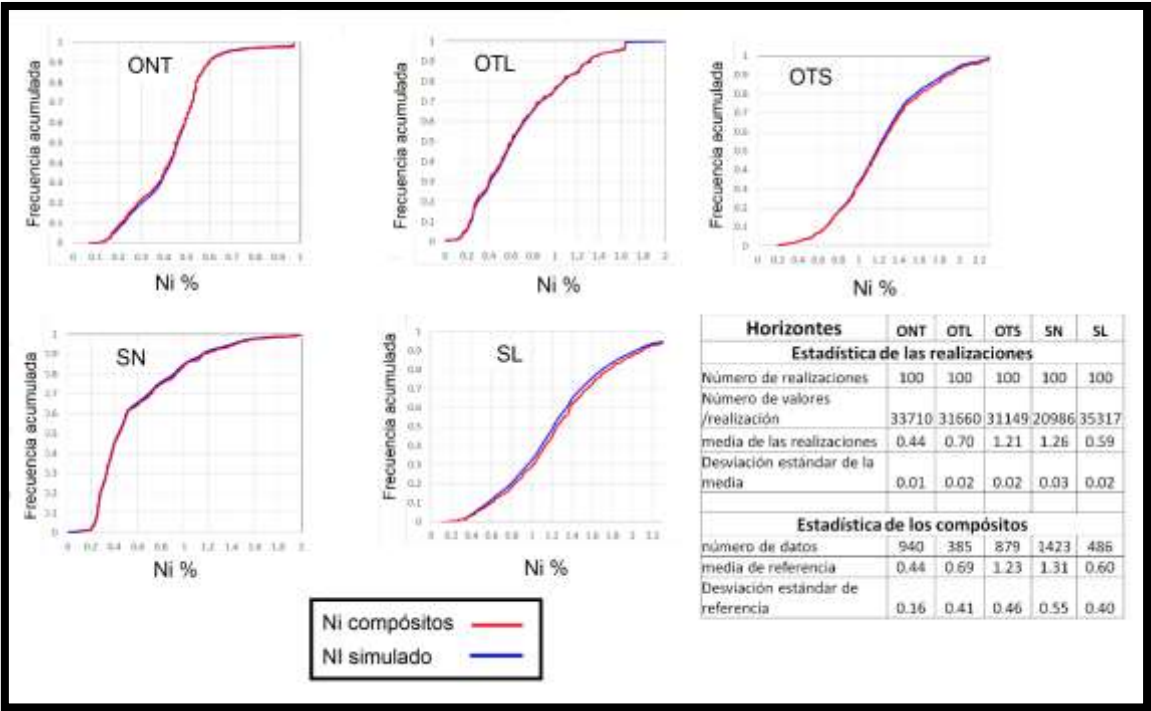 ONT
Frecuencia acumulada
Ni %
OTL
Frecuencia acumulada
Ni %
OTS
Frecuencia acumulada
Ni %
SN
Frecuencia acumulada
Ni %
SL
Frecuencia acumulada
Ni %
Horizontes ONT OTL OTS SN SL
Estadística de las realizaciones
Número de realizaciones 100 100 100 100 100
Número de valores
/realización 33710 31660 31149 20986 35317
media de las realizaciones 0.44 0.70 1.21 1.26 0.59
Desviación estándar de la
media 0.01 0.02 0.02 0.03 0.02
Estadística de los compósitos
número de datos 940 385 879 1423 486
media de referencia 0.44 0.69 1.23 1.31 0.60
Desviación estándar de
referencia 0.16 0.41 0.46 0.55 0.40
Ni compósitos
NI simulado